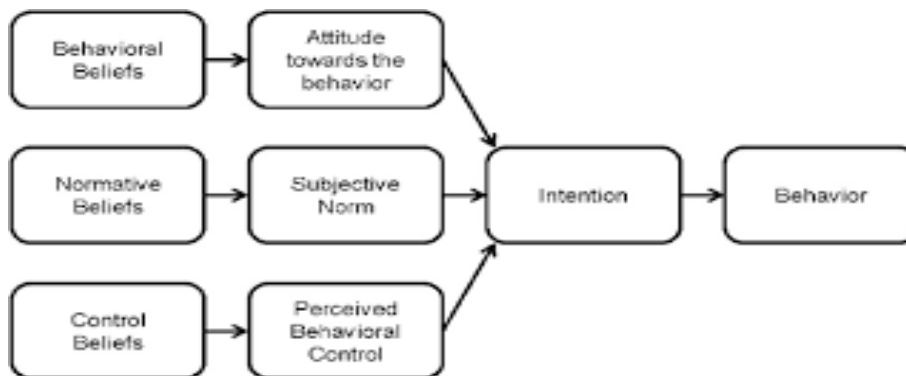 Behavioral
Beliefs
Attitude
towards the
behavior
Normative
Beliefs
Subjective
Norm
Intention
Behavior
Control
Beliefs
Perceived
Behavioral
Control